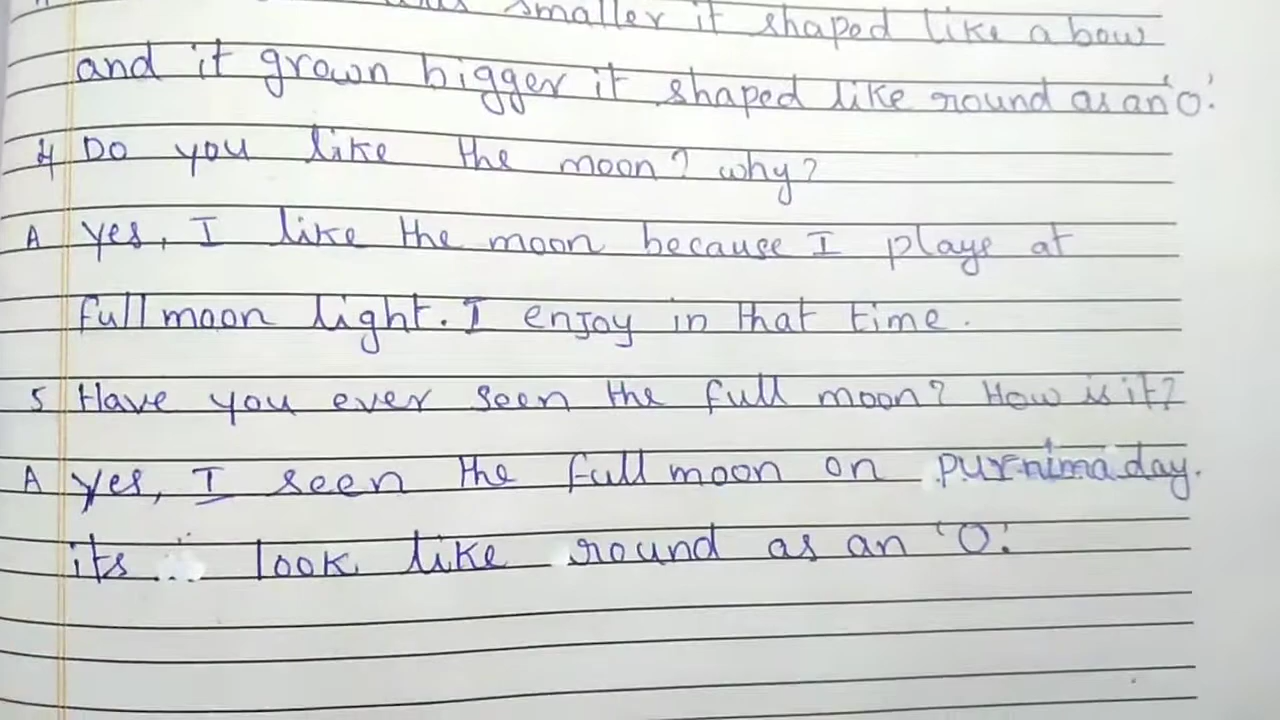 smaller it shaped like a bow
and it grown bigger it shaped like round as an 'o'.
4 Do you like the moon? why?
A yes, I like the moon because I plays at
full moon light. I enjoy in that time.
5 Have you ever seen the full moon? How is it?
A yes, I seen the full moon on purnima day.
its look like round as an 'O'.